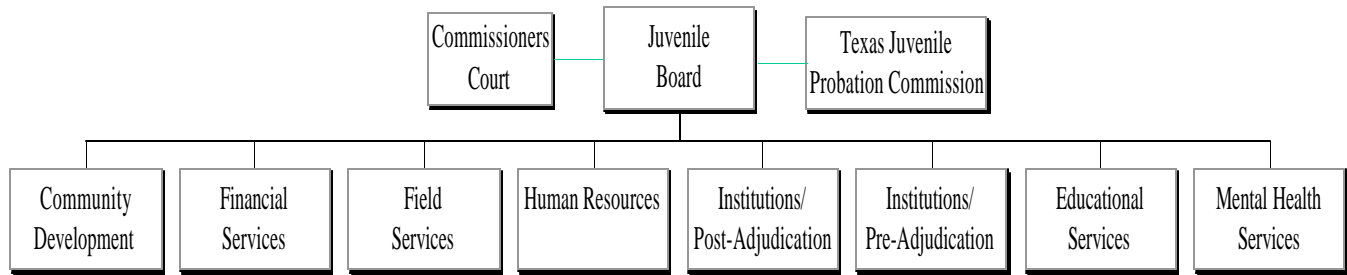 Commissioners
Court
Juvenile
Board
Texas Juvenile
Probation Commission
Community
Development
Financial
Services
Field
Services
Human Resources
Institutions/
Post-Adjudication
Institutions/
Pre-Adjudication
Educational
Services
Mental Health
Services